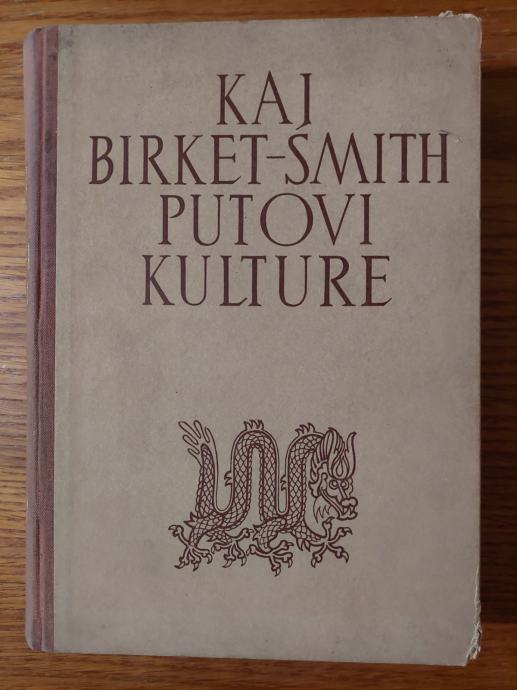 KAJ
BIRKET-SMITH
PUTOVI
KULTURE